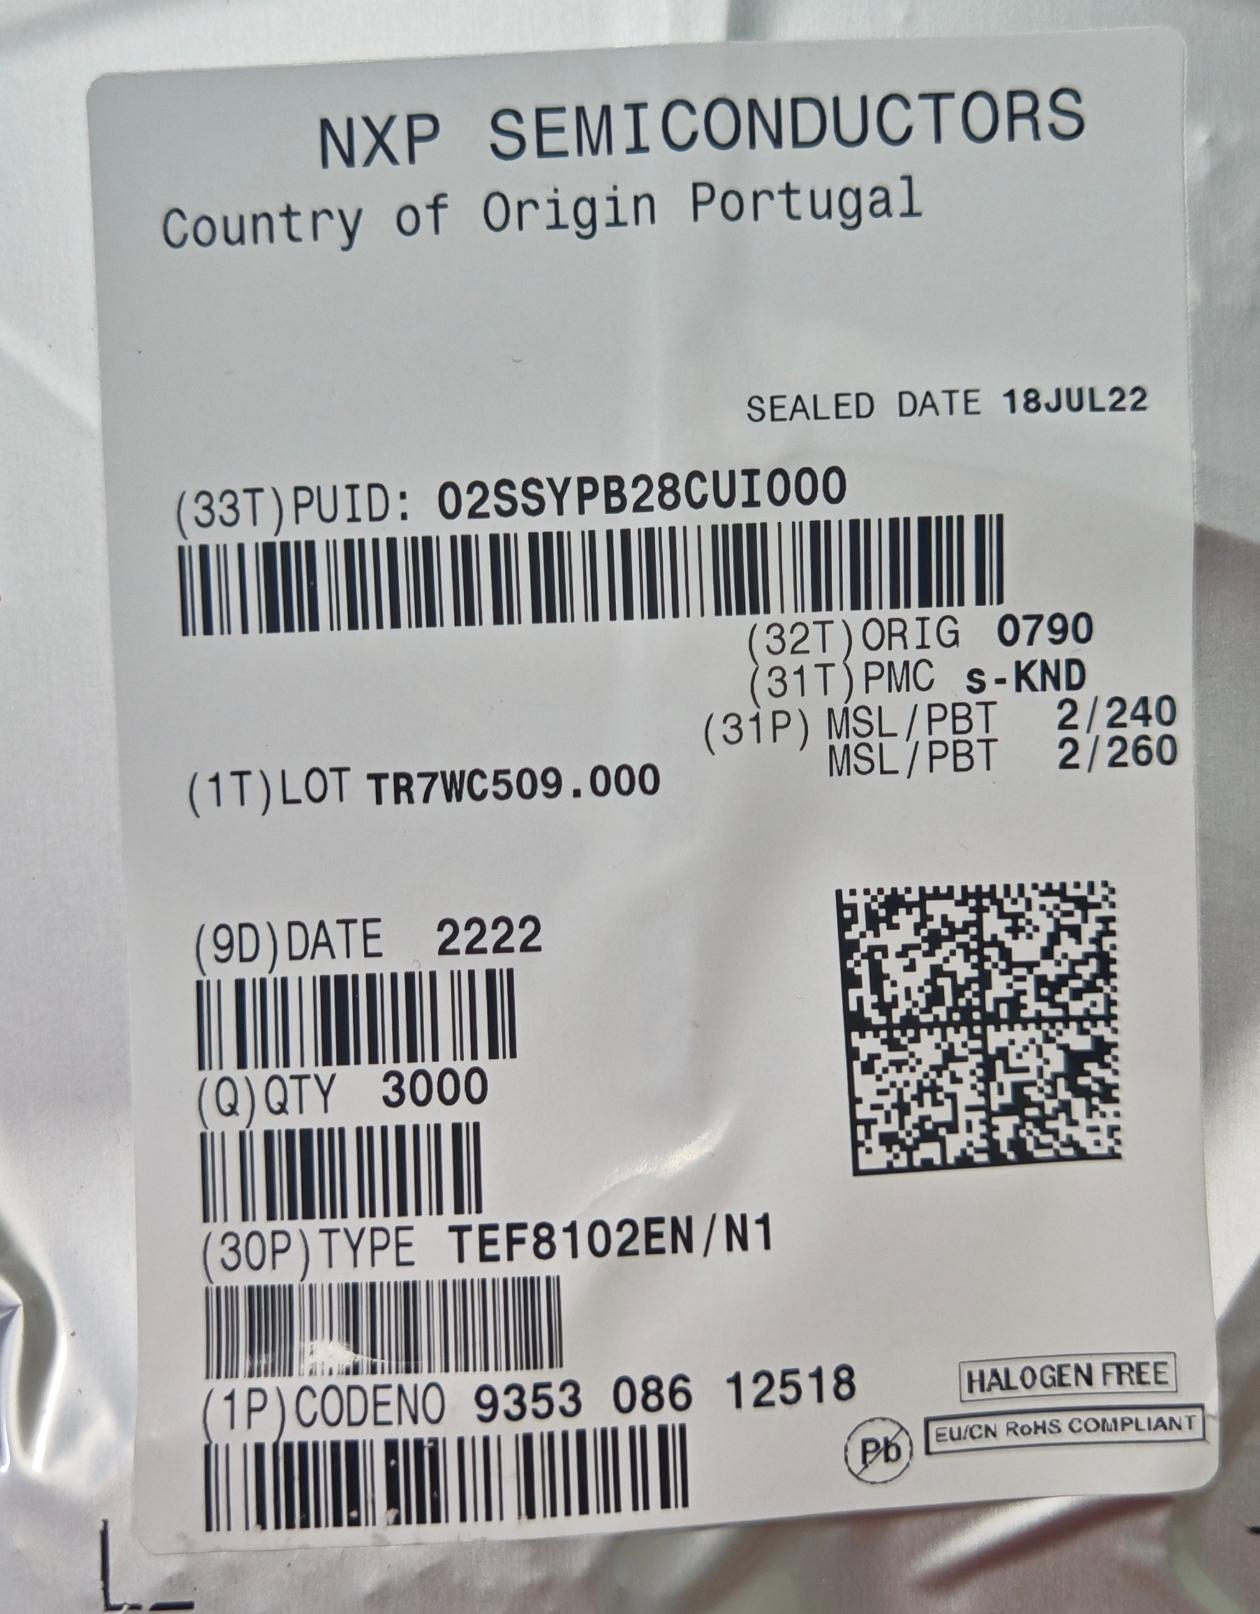 NXP SEMICONDUCTORS
Country of Origin Portugal
SEALED DATE 18JUL22
(33T)PUID: 02SSYPB28CUI000
(32T)ORIG 0790
(31T)PMC s-KND
(31P) MSL/PBT 2/240
MSL/PBT 2/260
(1T)LOT TR7WC509.000
(9D)DATE 2222
(Q)QTY 3000
(30P)TYPE TEF8102EN/N1
(1P)CODENO 9353 086 12518
HALOGEN FREE
Pb
EU/CN RoHS COMPLIANT